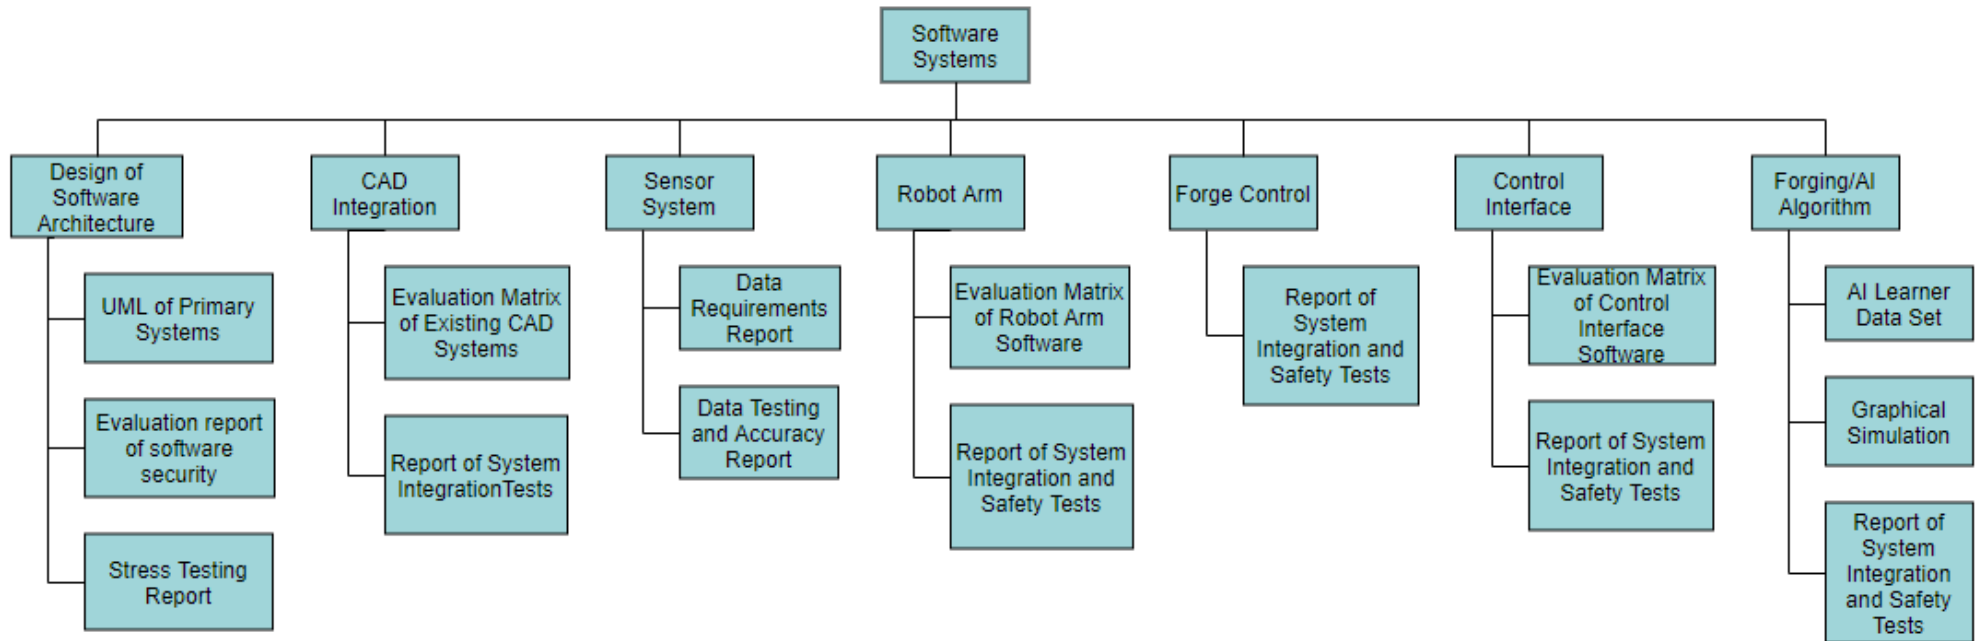 Software
Systems
Design of
Software
Architecture
UML of Primary
Systems
Evaluation report
of software
security
Stress Testing
Report
CAD
Integration
Evaluation Matrix
of Existing CAD
Systems
Report of System
IntegrationTests
Sensor
System
Data
Requirements
Report
Data Testing
and Accuracy
Report
Robot Arm
Evaluation Matrix
of Robot Arm
Software
Report of System
Integration and
Safety Tests
Forge Control
Report of
System
Integration and
Safety Tests
Control
Interface
Evaluation Matrix
of Control
Interface
Software
Report of System
Integration and
Safety Tests
Forging/AI
Algorithm
AI Learner
Data Set
Graphical
Simulation
Report of
System
Integration
and Safety
Tests